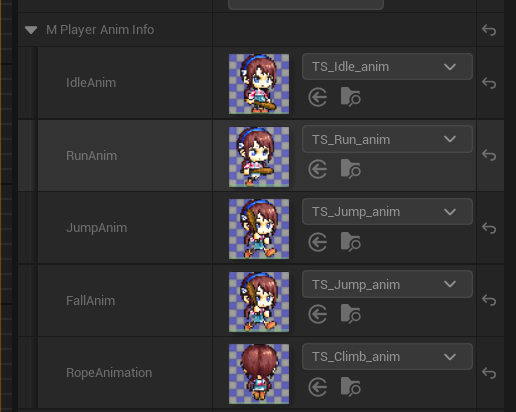 M Player Anim Info
IdleAnim
TS_Idle_anim
RunAnim
TS_Run_anim
JumpAnim
TS_Jump_anim
FallAnim
TS_Jump_anim
RopeAnimation
TS_Climb_anim